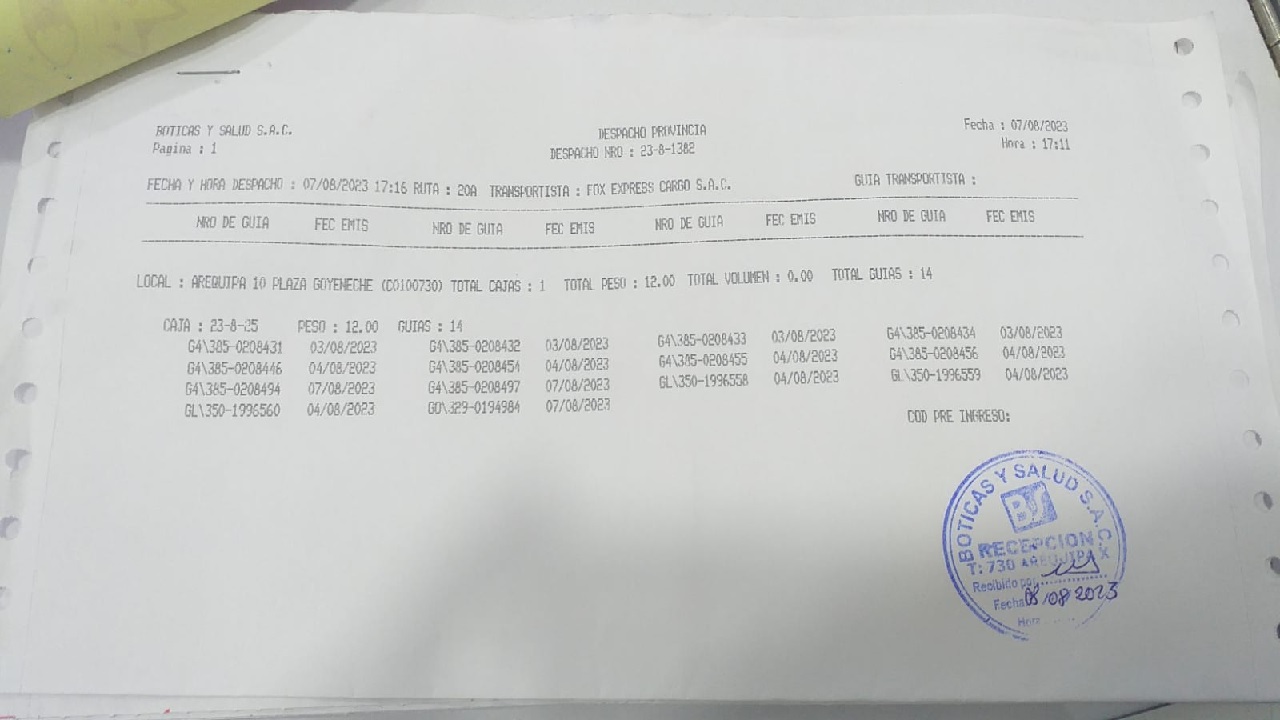 BOTICAS Y SALUD S.A.C. DESPACHO PROVINCIA Fecha : 07/08/2023
Pagina : 1 DESPACHO NRO : 23-8-1382 Hora : 17:11
FECHA Y HORA DESPACHO : 07/08/2023 17:16 RUTA : 20A TRANSPORTISTA : FOX EXPRESS CARGO S.A.C. GUIA TRANSPORTISTA :
NRO DE GUIA FEC EMIS NRO DE GUIA FEC EMIS NRO DE GUIA FEC EMIS NRO DE GUIA FEC EMIS
LOCAL : AREQUIPA 10 PLAZA GOYENECHE (C0100730) TOTAL CAJAS : 1 TOTAL PESO : 12.00 TOTAL VOLUMEN : 0.00 TOTAL GUIAS : 14
CAJA : 23-8-25 PESO : 12.00 GUIAS : 14
G4\385-0208431 03/08/2023 G4\385-0208432 03/08/2023 G4\385-0208433 03/08/2023 G4\385-0208434 03/08/2023
G4\385-0208446 04/08/2023 G4\385-0208454 04/08/2023 G4\385-0208455 04/08/2023 G4\385-0208456 04/08/2023
G4\385-0208494 07/08/2023 G4\385-0208497 07/08/2023 GL\350-1996558 04/08/2023 GL\350-1996559 04/08/2023
GL\350-1996560 04/08/2023 GO\329-0194984 07/08/2023
COD PRE INGRESO:
BOTICAS Y SALUD S.A.C.
BS
RECEPCION
T: 730 AREQUIPA
Recibido por
Fecha 08/08/2023
Hora